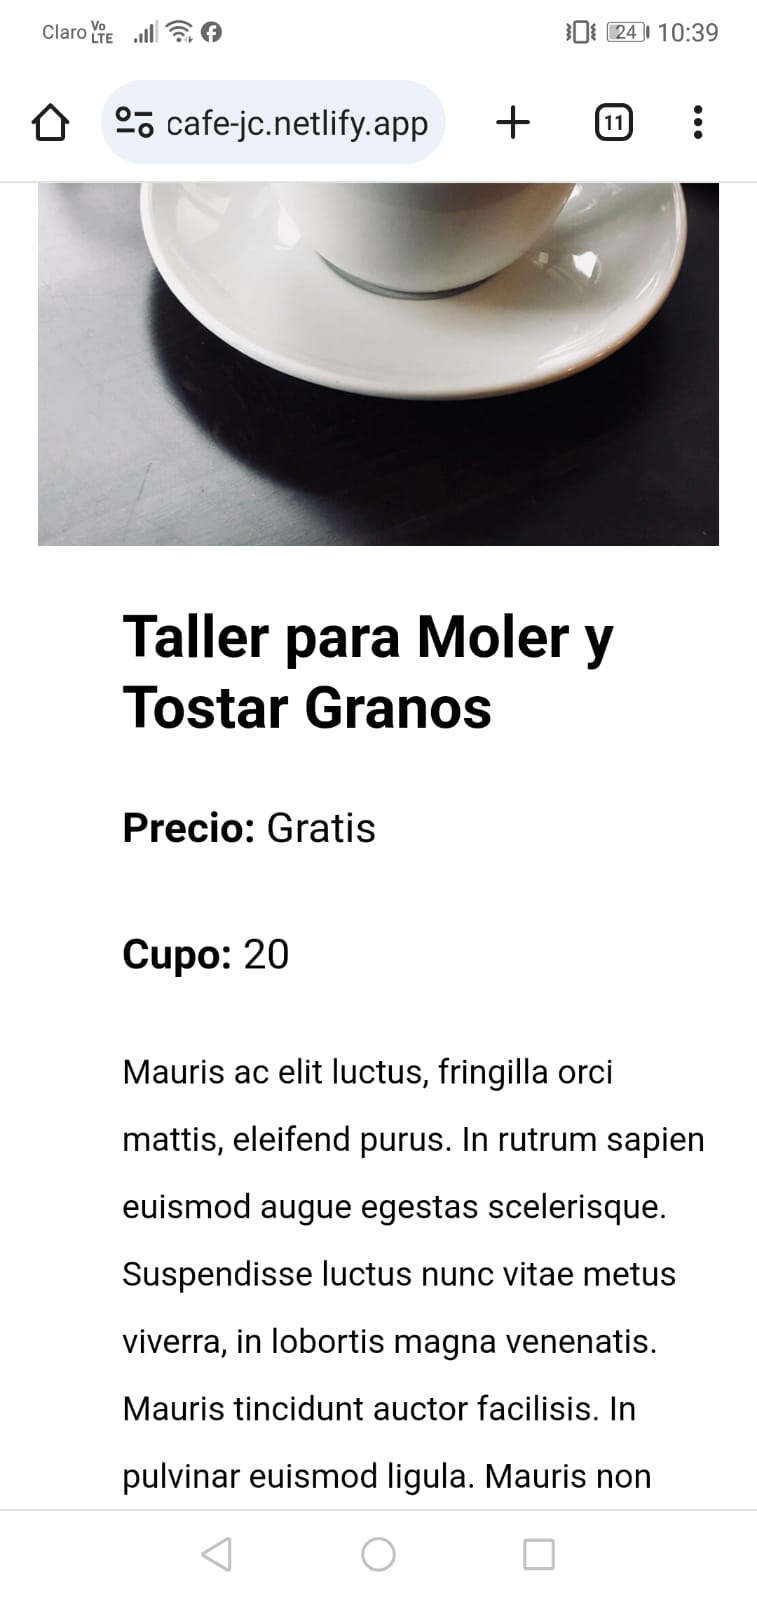 Claro Vo LTE 24 10:39
cafe-jc.netlify.app 11
Taller para Moler y
Tostar Granos
Precio: Gratis
Cupo: 20
Mauris ac elit luctus, fringilla orci
mattis, eleifend purus. In rutrum sapien
euismod augue egestas scelerisque.
Suspendisse luctus nunc vitae metus
viverra, in lobortis magna venenatis.
Mauris tincidunt auctor facilisis. In
pulvinar euismod ligula. Mauris non